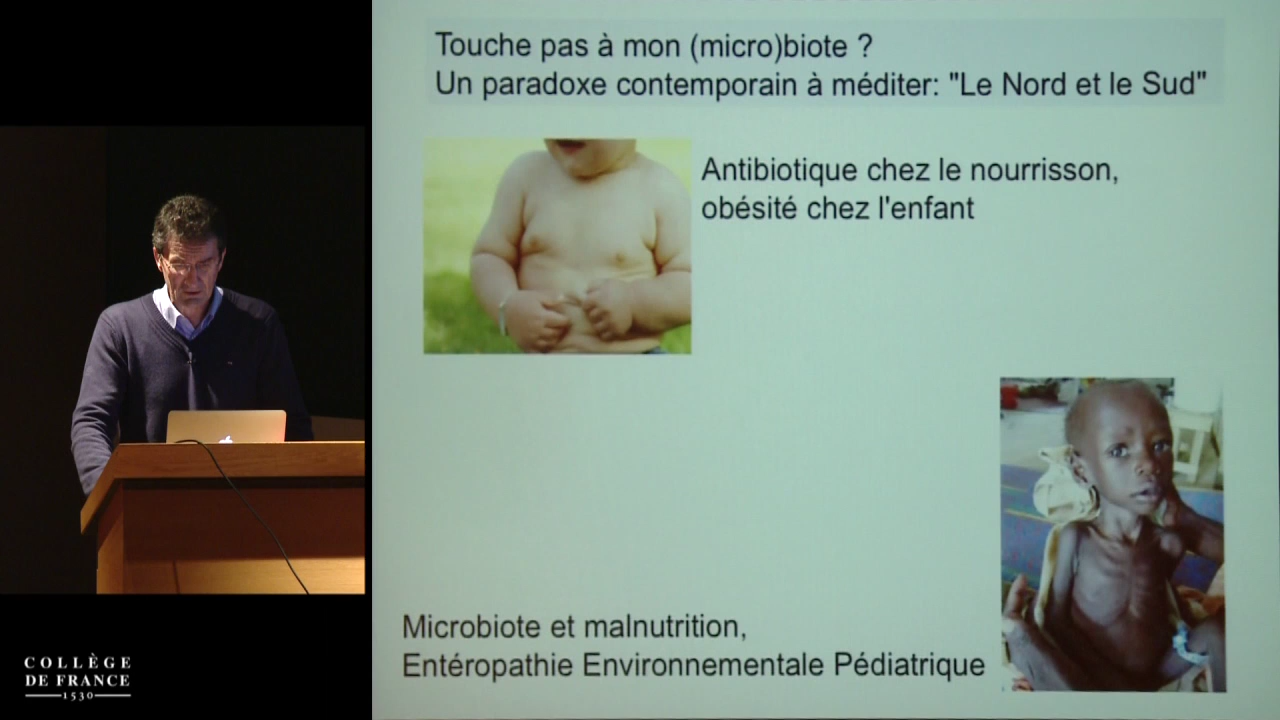 Touche pas à mon (micro)biote ?
Un paradoxe contemporain à méditer: "Le Nord et le Sud"
Antibiotique chez le nourrisson,
obésité chez l'enfant
Microbiote et malnutrition,
Entéropathie Environnementale Pédiatrique
COLLÈGE
DE FRANCE
1530